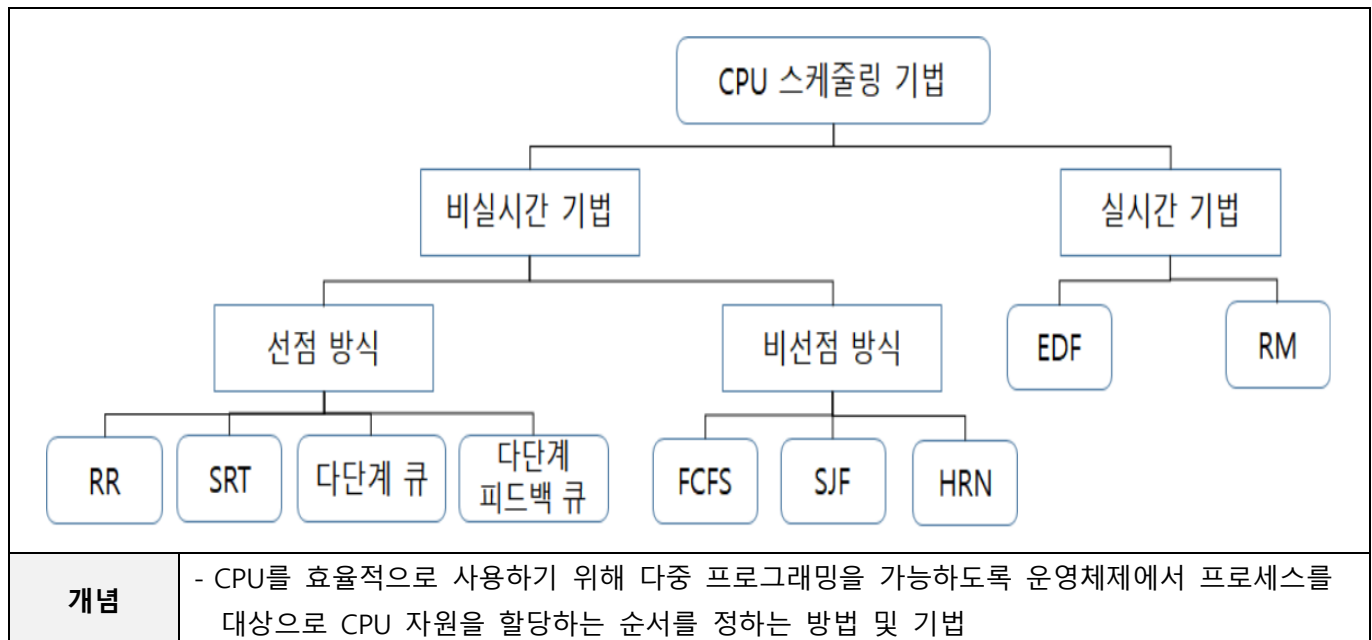 CPU 스케줄링 기법
비실시간 기법
실시간 기법
선점 방식
비선점 방식
EDF
RM
RR
SRT
다단계 큐
다단계
피드백 큐
FCFS
SJF
HRN
개념
- CPU를 효율적으로 사용하기 위해 다중 프로그래밍을 가능하도록 운영체제에서 프로세스를
대상으로 CPU 자원을 할당하는 순서를 정하는 방법 및 기법